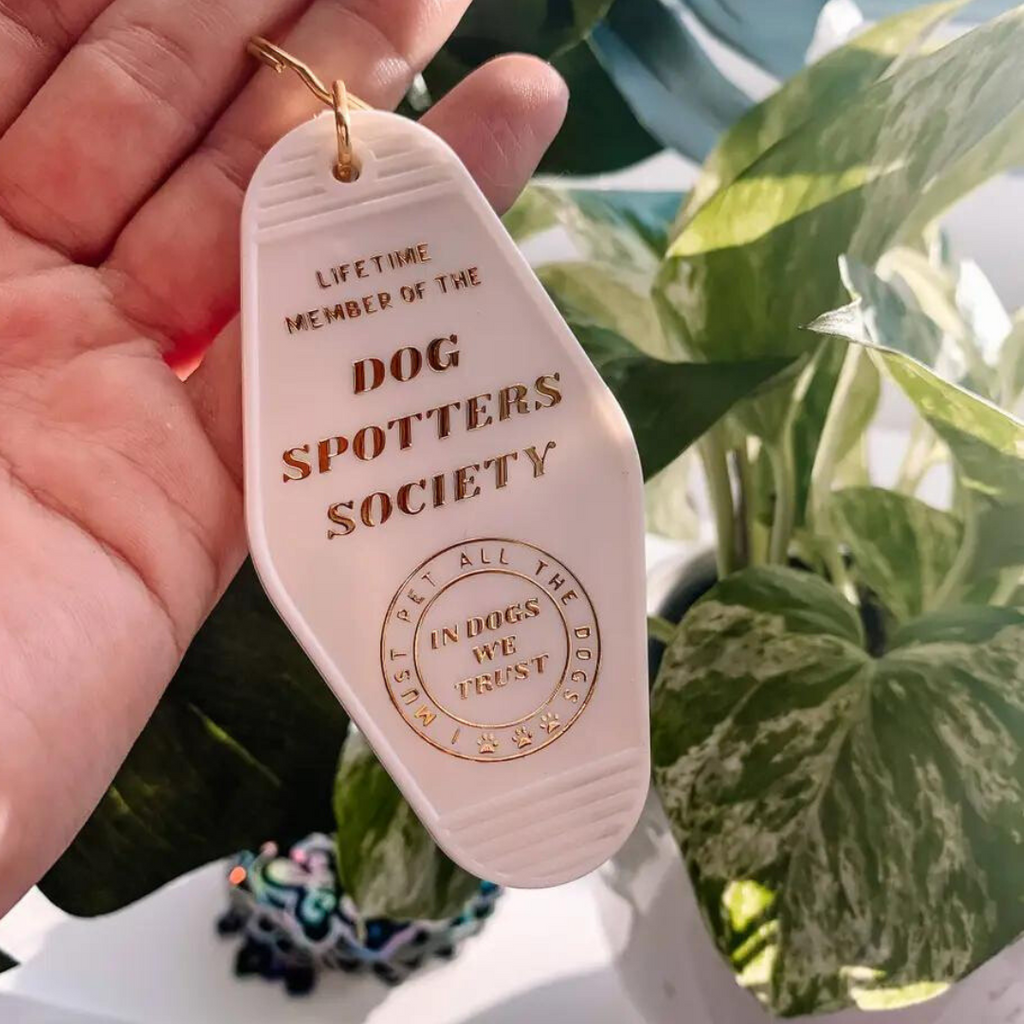 LIFETIME
MEMBER OF THE
DOG
SPOTTERS
SOCIETY
I MUST PET ALL THE DOGS
IN DOGS
WE
TRUST